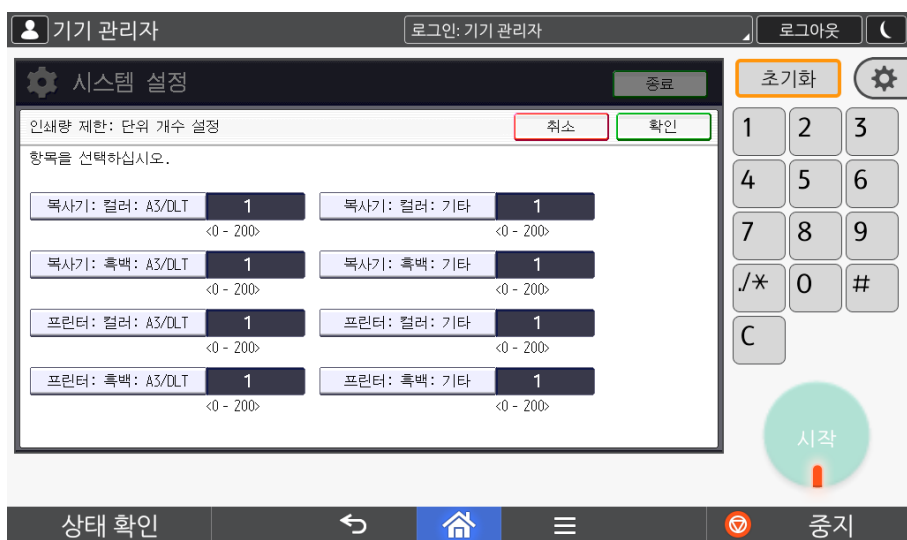 기기 관리자
로그인: 기기 관리자
로그아웃
시스템 설정
종료
초기화
인쇄량 제한: 단위 개수 설정
취소
확인
항목을 선택하십시오.
복사기: 컬러: A3/DLT 1 복사기: 컬러: 기타 1
<0 - 200> <0 - 200>
복사기: 흑백: A3/DLT 1 복사기: 흑백: 기타 1
<0 - 200> <0 - 200>
프린터: 컬러: A3/DLT 1 프린터: 컬러: 기타 1
<0 - 200> <0 - 200>
프린터: 흑백: A3/DLT 1 프린터: 흑백: 기타 1
<0 - 200> <0 - 200>
1 2 3
4 5 6
7 8 9
./* 0 #
C
시작
상태 확인
중지